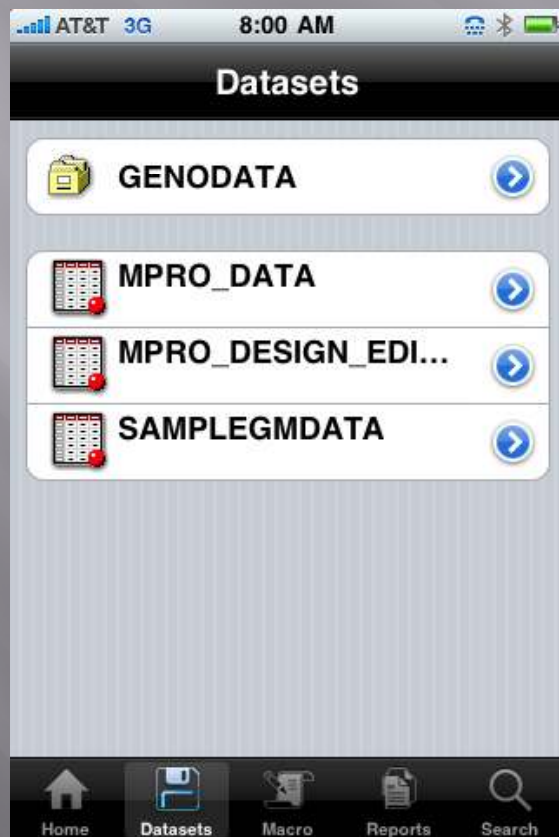 AT&T 3G 8:00 AM
Datasets
GENODATA
MPRO_DATA
MPRO_DESIGN_EDI...
SAMPLEGMDATA
Home Datasets Macro Reports Search